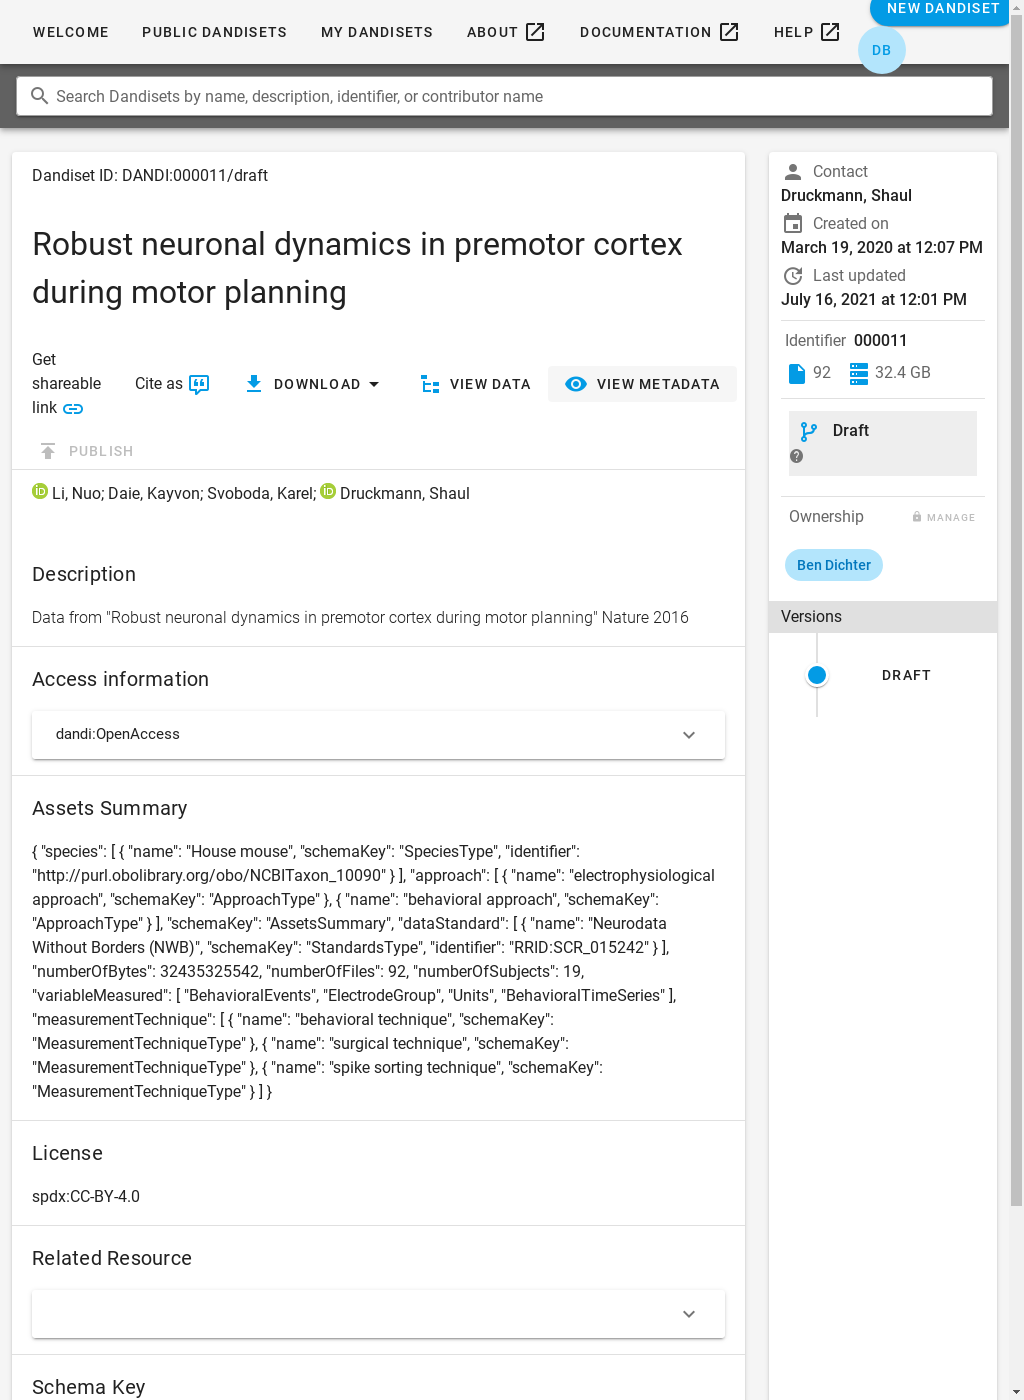 WELCOME
PUBLIC DANDISETS
MY DANDISETS
ABOUT
DOCUMENTATION
HELP
NEW DANDISET
DB
Search Dandisets by name, description, identifier, or contributor name
Dandiset ID: DANDI:000011/draft
Robust neuronal dynamics in premotor cortex
during motor planning
Get
shareable
link
Cite as
DOWNLOAD
VIEW DATA
VIEW METADATA
PUBLISH
iD Li, Nuo; Daie, Kayvon; Svoboda, Karel; iD Druckmann, Shaul
Description
Data from "Robust neuronal dynamics in premotor cortex during motor planning" Nature 2016
Access information
dandi:OpenAccess
Assets Summary
{ "species": [ { "name": "House mouse", "schemaKey": "SpeciesType", "identifier":
"http://purl.obolibrary.org/obo/NCBITaxon_10090" } ], "approach": [ { "name": "electrophysiological
approach", "schemaKey": "ApproachType" }, { "name": "behavioral approach", "schemaKey":
"ApproachType" } ], "schemaKey": "AssetsSummary", "dataStandard": [ { "name": "Neurodata
Without Borders (NWB)", "schemaKey": "StandardsType", "identifier": "RRID:SCR_015242" } ],
"numberOfBytes": 32435325542, "numberOfFiles": 92, "numberOfSubjects": 19,
"variableMeasured": [ "BehavioralEvents", "ElectrodeGroup", "Units", "BehavioralTimeSeries" ],
"measurementTechnique": [ { "name": "behavioral technique", "schemaKey":
"MeasurementTechniqueType" }, { "name": "surgical technique", "schemaKey":
"MeasurementTechniqueType" }, { "name": "spike sorting technique", "schemaKey":
"MeasurementTechniqueType" } ] }
License
spdx:CC-BY-4.0
Related Resource
Schema Key
Contact
Druckmann, Shaul
Created on
March 19, 2020 at 12:07 PM
Last updated
July 16, 2021 at 12:01 PM
Identifier 000011
92
32.4 GB
Draft
Ownership
MANAGE
Ben Dichter
Versions
DRAFT